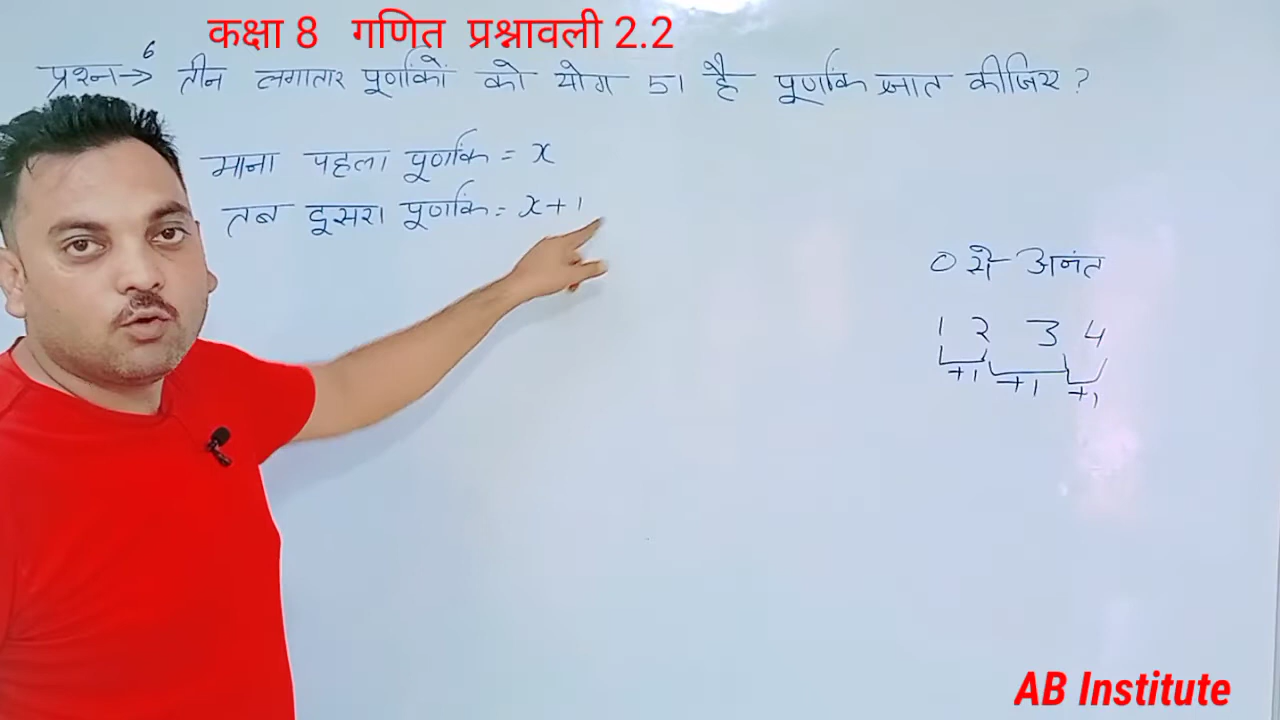 कक्षा 8 गणित प्रश्नावली 2.2
प्रश्न→ 6 तीन लगातार पूर्णांकों को योग 51 है पूर्णांक ज्ञात कीजिए ?
माना पहला पूर्णांक = x
तब दूसरा पूर्णांक = x+1
0 से अनंत
1 2 3 4
+1 +1 +1
AB Institute